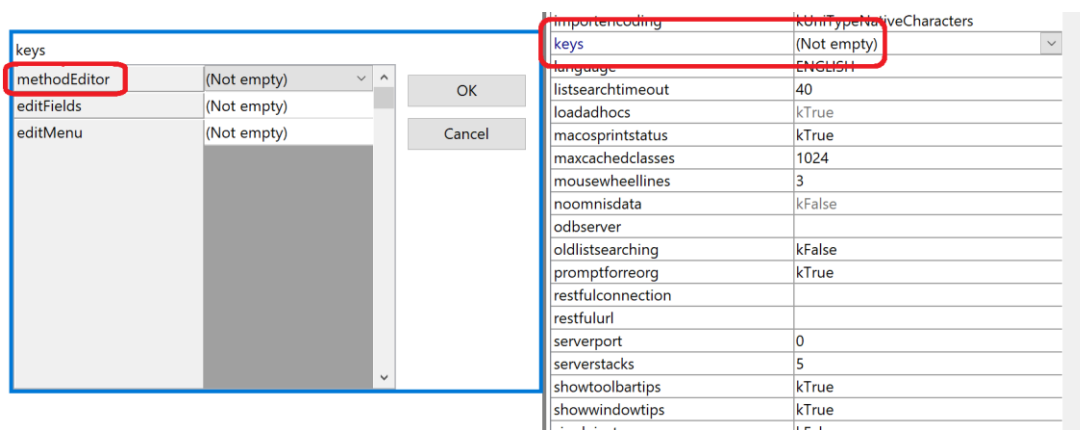 keys
methodEditor (Not empty)
editFields (Not empty)
editMenu (Not empty)
OK
Cancel
importencoding kUniTypeNativeCharacters
keys (Not empty)
language ENGLISH
listsearchtimeout 40
loadadhocs kTrue
macosprintstatus kTrue
maxcachedclasses 1024
mousewheellines 3
noomnisdata kFalse
odbserver
oldlistsearching kFalse
promptforreorg kTrue
restfulconnection
restfulurl
serverport 0
serverstacks 5
showtoolbartips kTrue
showwindowtips kTrue